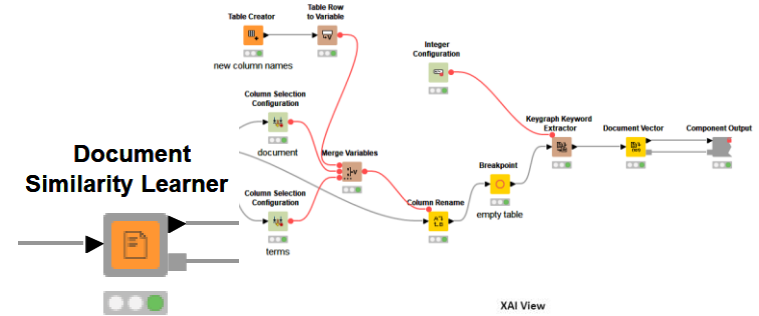 Table Creator
new column names
Table Row
to Variable
Integer
Configuration
Column Selection
Configuration
document
Merge Variables
Keygraph Keyword
Extractor
Document Vector
Component Output
Document
Similarity Learner
Breakpoint
empty table
Column Selection
Configuration
terms
Column Rename
XAI View